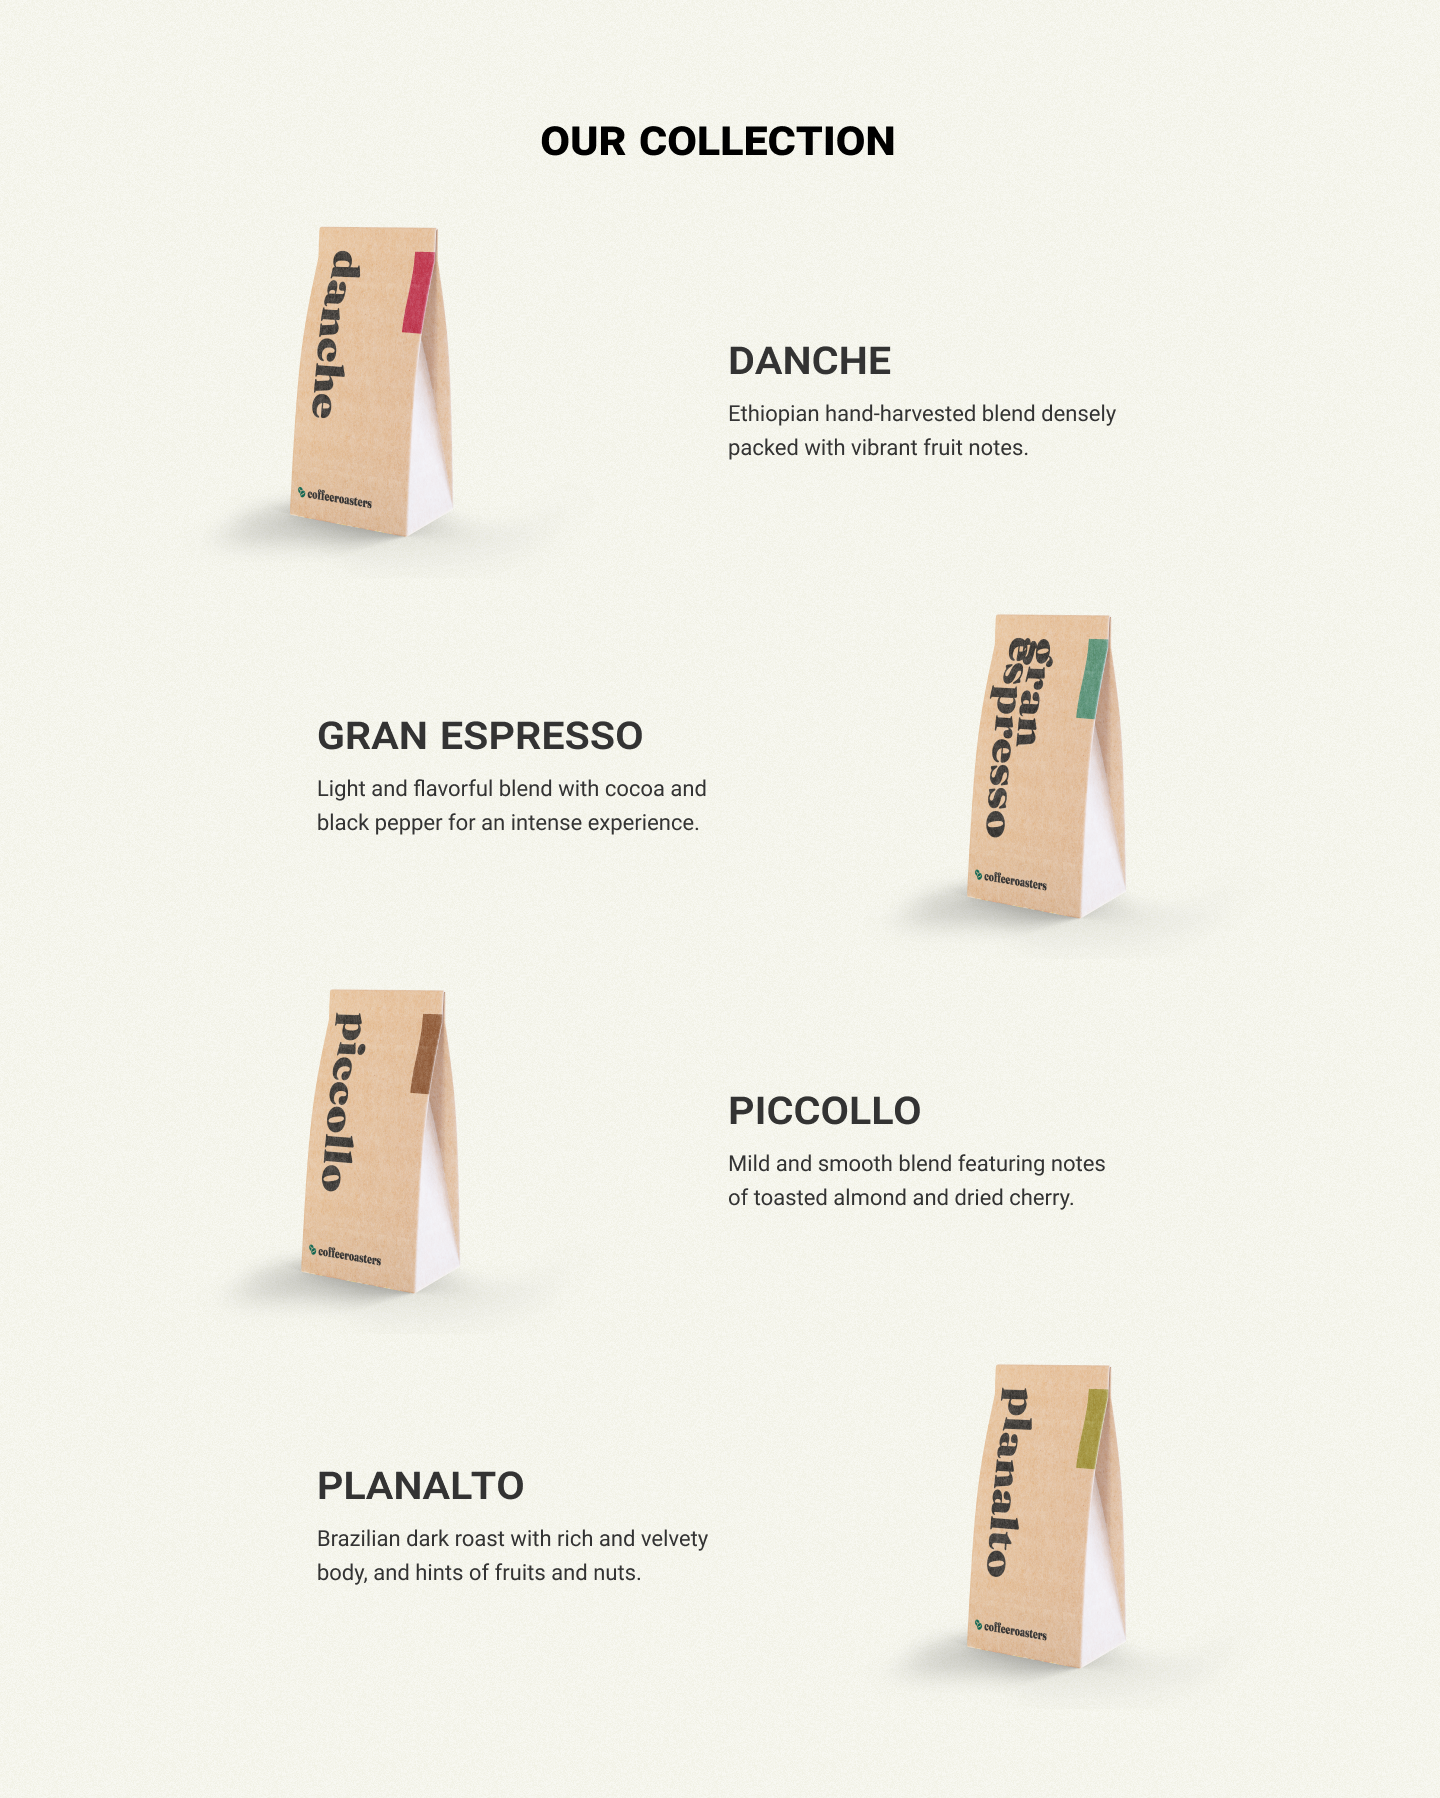 OUR COLLECTION
danche
coffeeroasters
DANCHE
Ethiopian hand-harvested blend densely
packed with vibrant fruit notes.
GRAN ESPRESSO
Light and flavorful blend with cocoa and
black pepper for an intense experience.
gran
espresso
coffeeroasters
piccollo
coffeeroasters
PICCOLLO
Mild and smooth blend featuring notes
of toasted almond and dried cherry.
PLANALTO
Brazilian dark roast with rich and velvety
body, and hints of fruits and nuts.
planalto
coffeeroasters